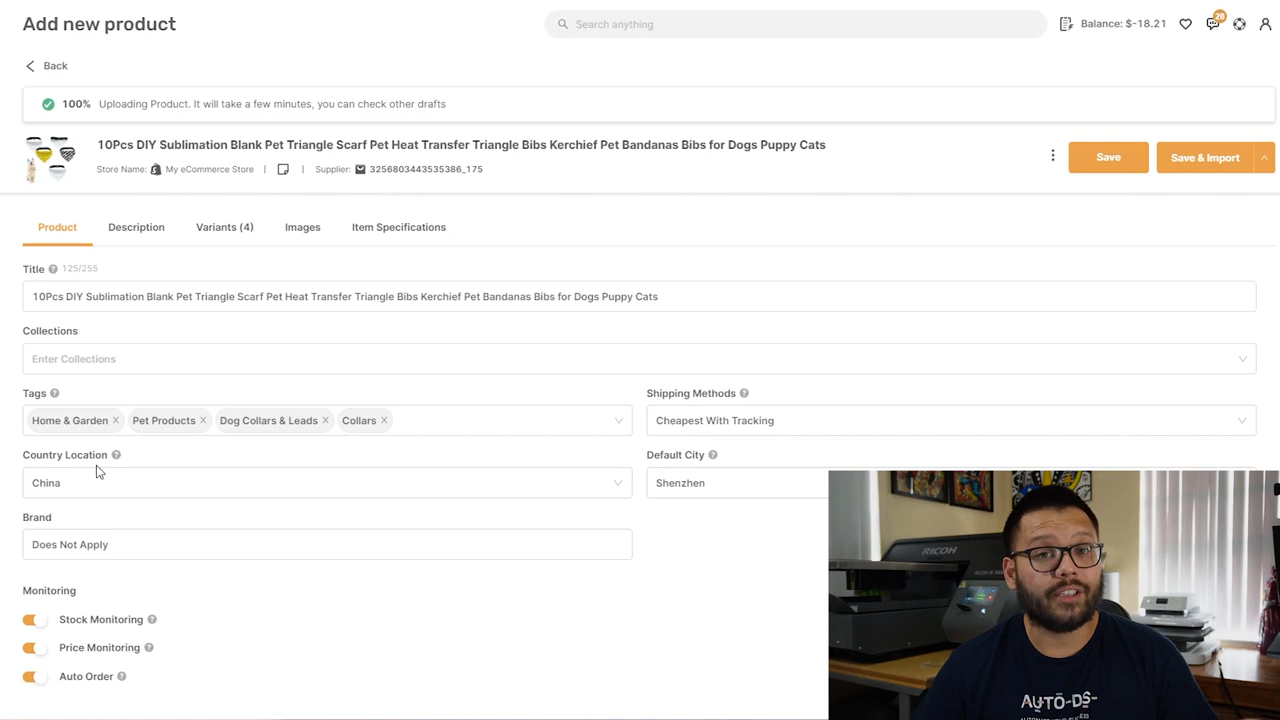 Add new product
Search anything
Balance: $-18.21
28
Back
100% Uploading Product. It will take a few minutes, you can check other drafts
10Pcs DIY Sublimation Blank Pet Triangle Scarf Pet Heat Transfer Triangle Bibs Kerchief Pet Bandanas Bibs for Dogs Puppy Cats
Store Name: My eCommerce Store | | Supplier: 3256803443535386_175
Save
Save & Import
Product
Description
Variants (4)
Images
Item Specifications
Title 125/255
10Pcs DIY Sublimation Blank Pet Triangle Scarf Pet Heat Transfer Triangle Bibs Kerchief Pet Bandanas Bibs for Dogs Puppy Cats
Collections
Enter Collections
Tags
Home & Garden
Pet Products
Dog Collars & Leads
Collars
Shipping Methods
Cheapest With Tracking
Country Location
China
Default City
Shenzhen
Brand
Does Not Apply
Monitoring
Stock Monitoring
Price Monitoring
Auto Order
RICOH
AUTO-DS